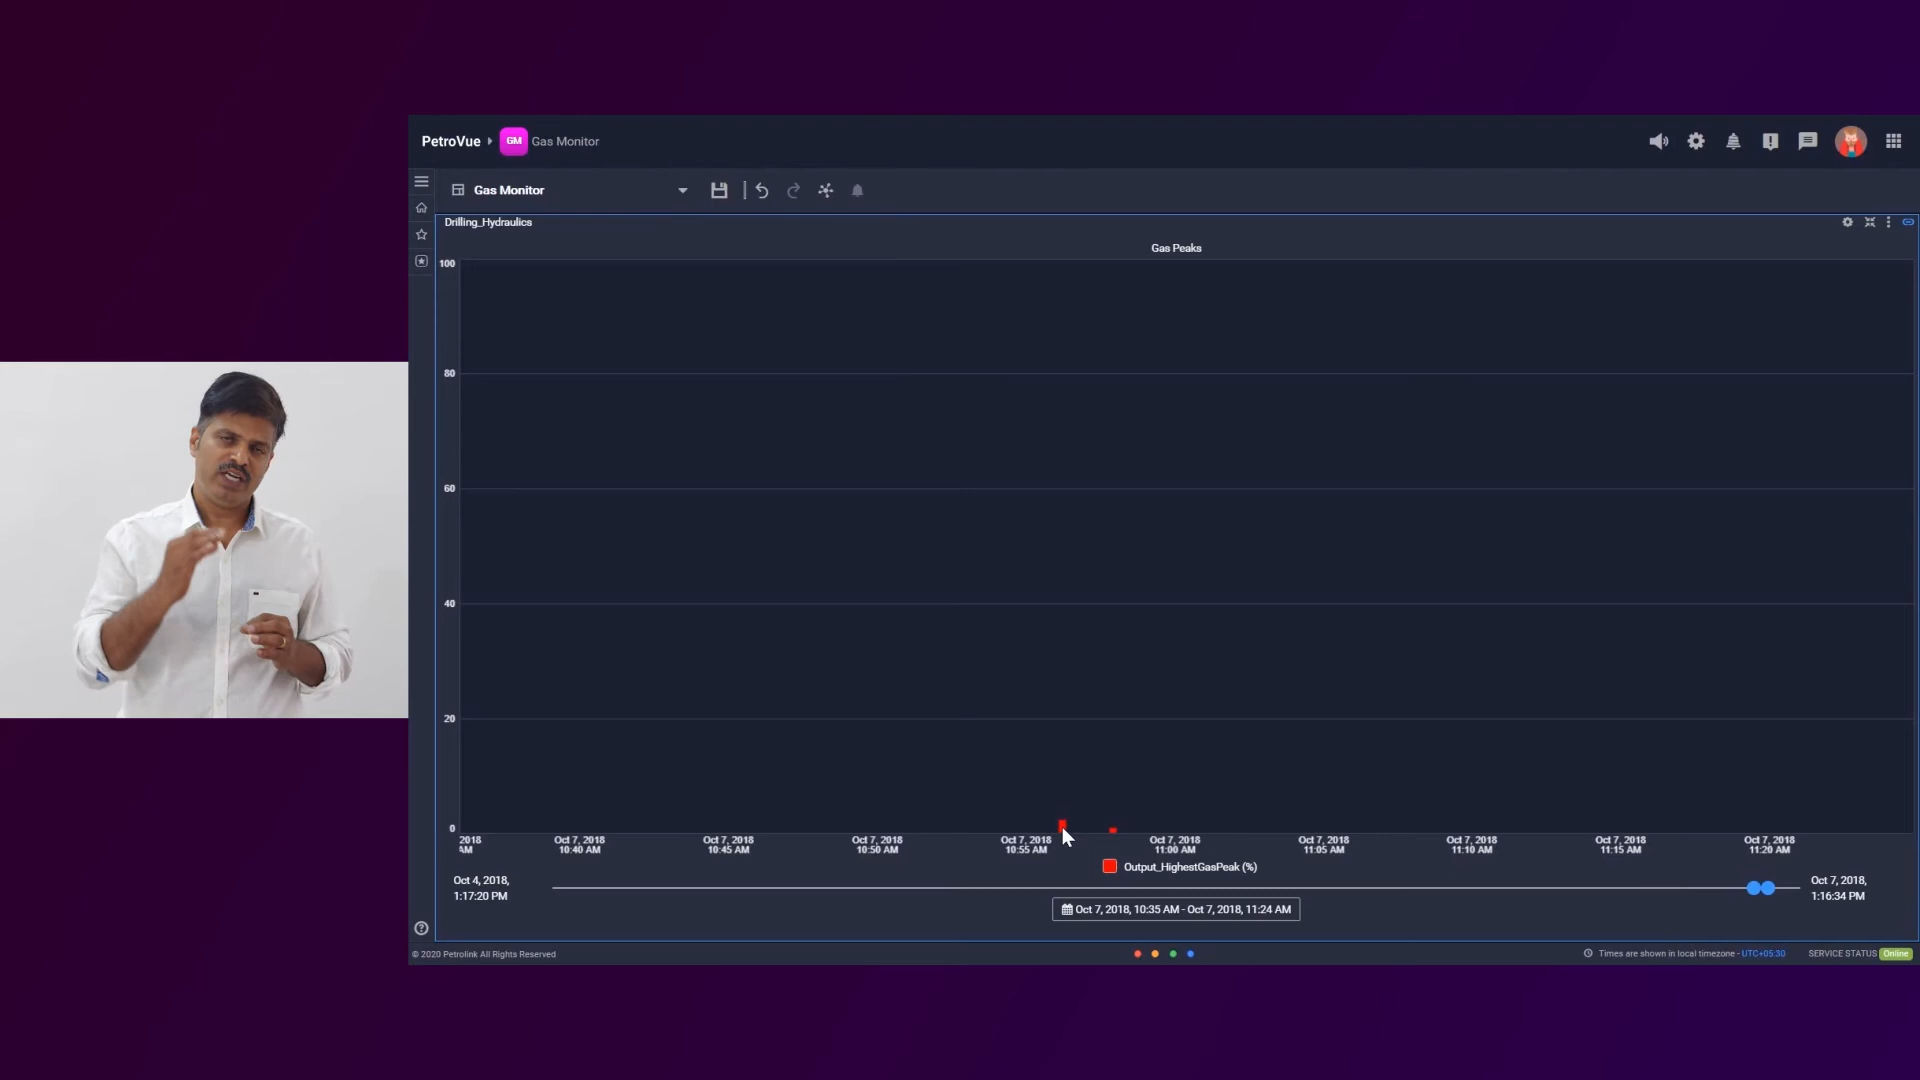 PetroVue
GM
Gas Monitor
Gas Monitor
Drilling_Hydraulics
Gas Peaks
100
80
60
40
20
0
2018
AM
Oct 7, 2018
10:40 AM
Oct 7, 2018
10:45 AM
Oct 7, 2018
10:50 AM
Oct 7, 2018
10:55 AM
Oct 7, 2018
11:00 AM
Oct 7, 2018
11:05 AM
Oct 7, 2018
11:10 AM
Oct 7, 2018
11:15 AM
Oct 7, 2018
11:20 AM
Output_HighestGasPeak (%)
Oct 4, 2018,
1:17:20 PM
Oct 7, 2018,
1:16:34 PM
Oct 7, 2018, 10:35 AM - Oct 7, 2018, 11:24 AM
© 2020 Petrolink All Rights Reserved
Times are shown in local timezone - UTC+05:30
SERVICE STATUS Online